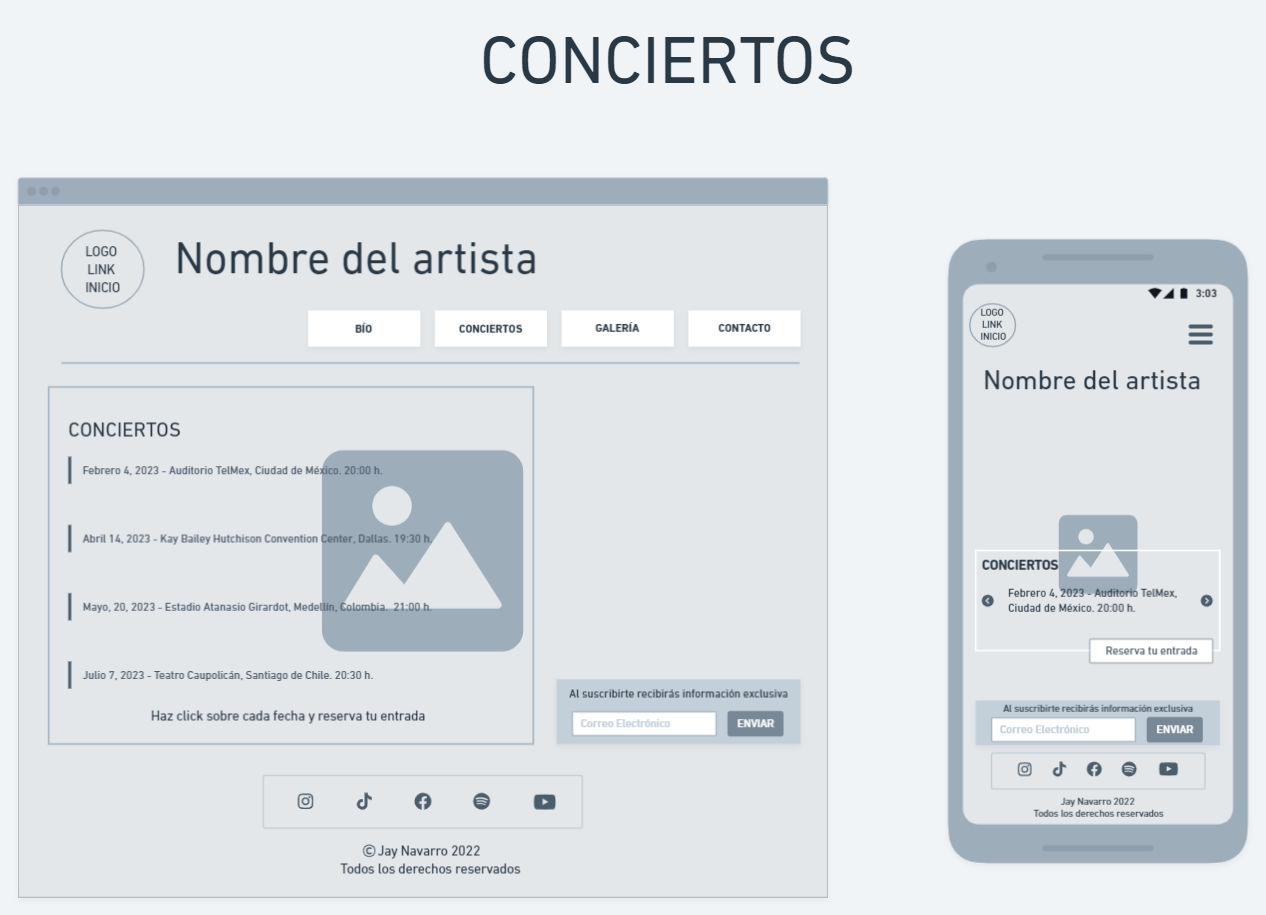 CONCIERTOS
LOGO
LINK
INICIO
Nombre del artista
BÍO
CONCIERTOS
GALERÍA
CONTACTO
CONCIERTOS
Febrero 4, 2023 - Auditorio TelMex, Ciudad de México. 20:00 h.
Abril 14, 2023 - Kay Bailey Hutchison Convention Center, Dallas. 19:30 h.
Mayo, 20, 2023 - Estadio Atanasio Girardot, Medellín, Colombia. 21:00 h.
Julio 7, 2023 - Teatro Caupolicán, Santiago de Chile. 20:30 h.
Haz click sobre cada fecha y reserva tu entrada
Al suscribirte recibirás información exclusiva
Correo Electrónico
ENVIAR
© Jay Navarro 2022
Todos los derechos reservados
3:03
LOGO
LINK
INICIO
Nombre del artista
CONCIERTOS
Febrero 4, 2023 - Auditorio TelMex,
Ciudad de México. 20:00 h.
Reserva tu entrada
Al suscribirte recibirás información exclusiva
Correo Electrónico
ENVIAR
Jay Navarro 2022
Todos los derechos reservados